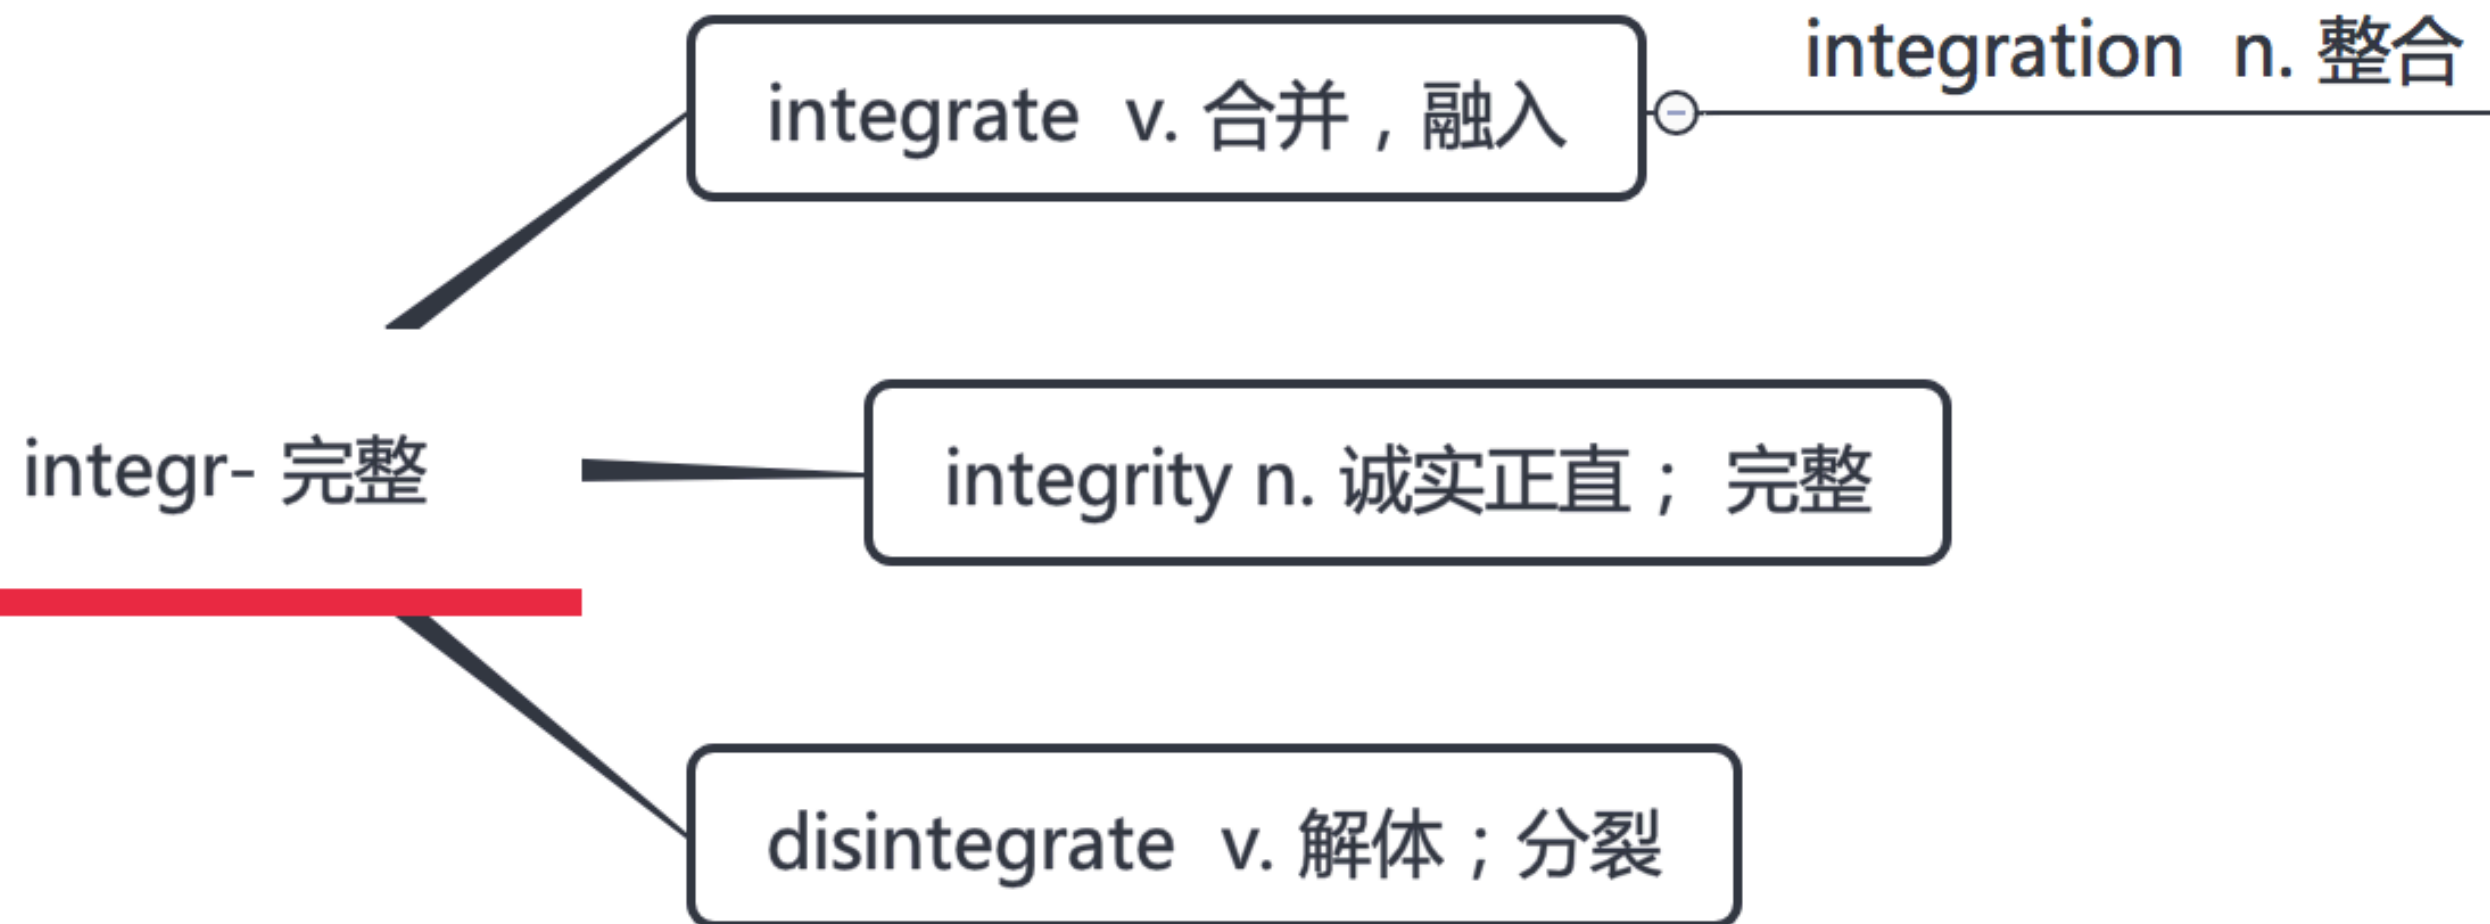 integration n. 整合
integrate v. 合并，融入
integr- 完整
integrity n. 诚实正直； 完整
disintegrate v. 解体；分裂